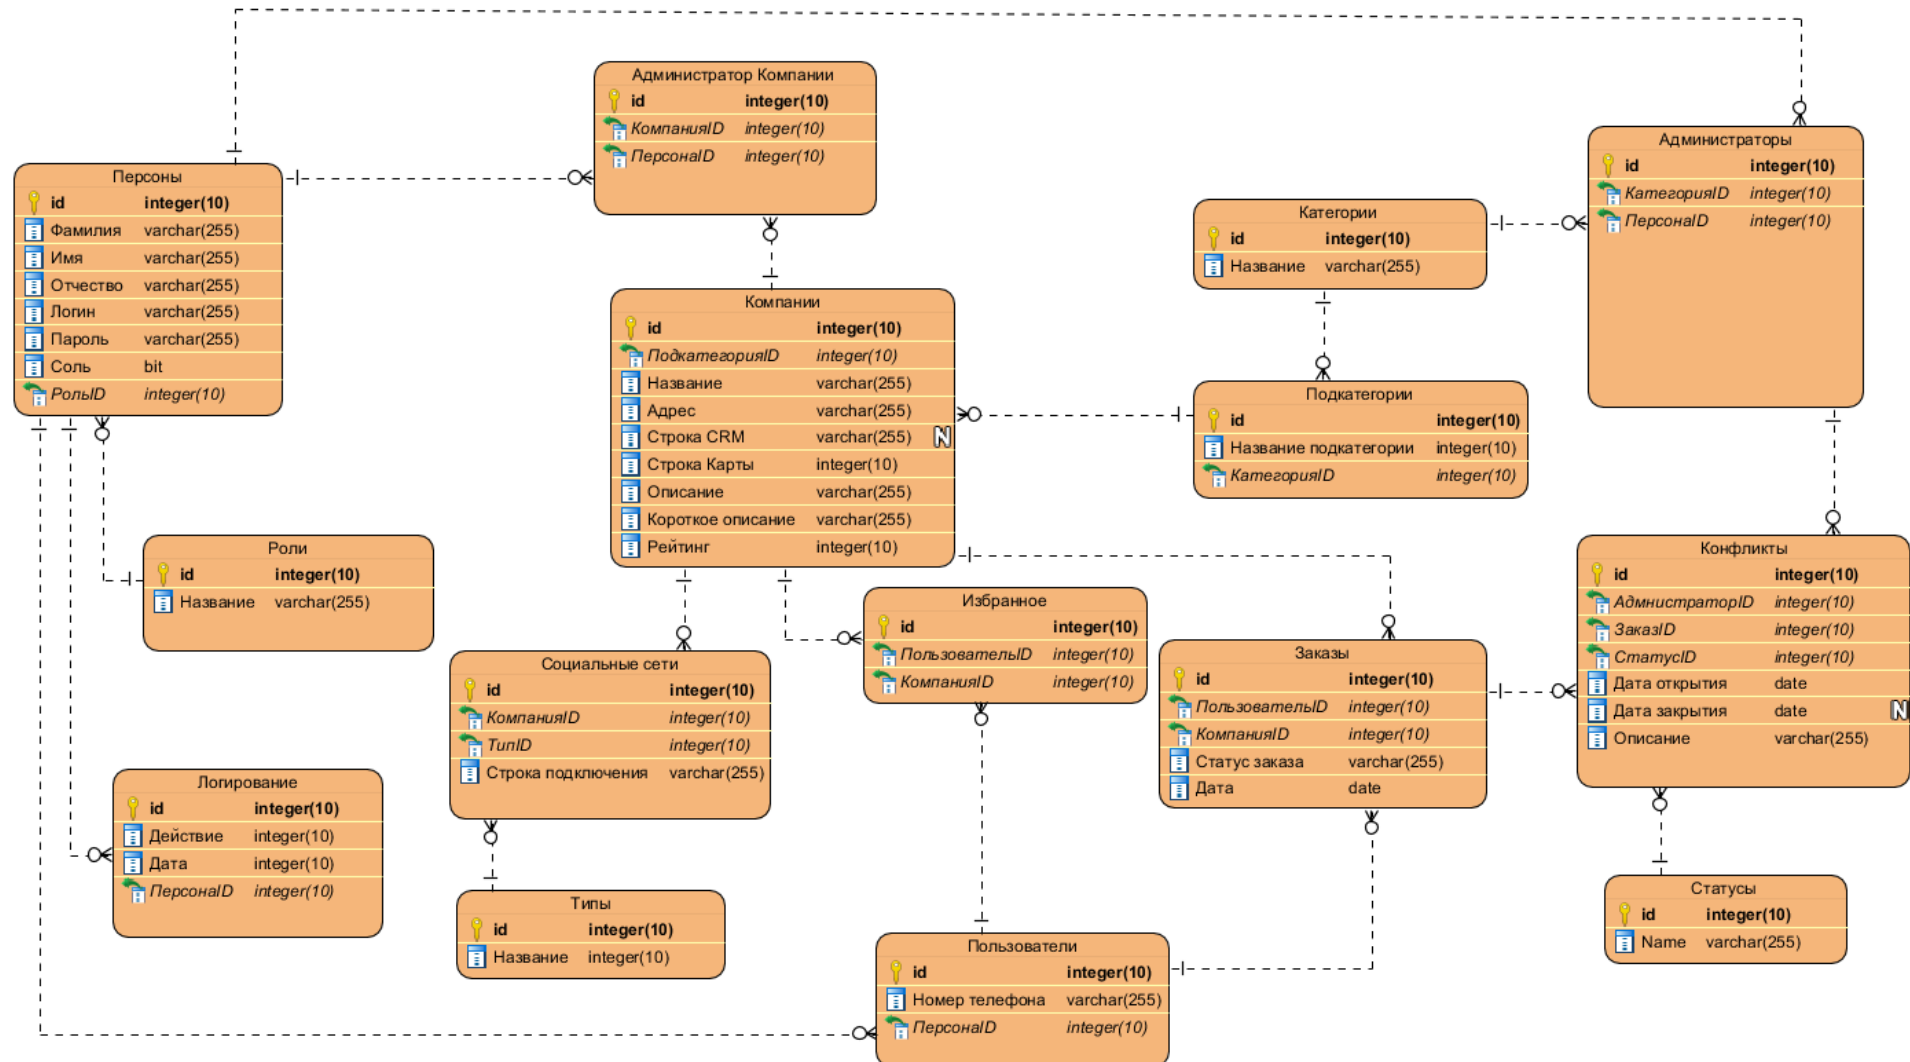 Администратор Компании
id integer(10)
КомпанияID integer(10)
ПерсонаID integer(10)
Администраторы
id integer(10)
КатегорияID integer(10)
ПерсонаID integer(10)
Персоны
id integer(10)
Фамилия varchar(255)
Имя varchar(255)
Отчество varchar(255)
Логин varchar(255)
Пароль varchar(255)
Соль bit
РольID integer(10)
Категории
id integer(10)
Название varchar(255)
Компании
id integer(10)
ПодкатегорияID integer(10)
Название varchar(255)
Адрес varchar(255)
Строка CRM varchar(255) N
Строка Карты integer(10)
Описание varchar(255)
Короткое описание varchar(255)
Рейтинг integer(10)
Подкатегории
id integer(10)
Название подкатегории integer(10)
КатегорияID integer(10)
Роли
id integer(10)
Название varchar(255)
Конфликты
id integer(10)
АдмнистраторID integer(10)
ЗаказID integer(10)
СтатусID integer(10)
Дата открытия date
Дата закрытия date N
Описание varchar(255)
Избранное
id integer(10)
ПользовательID integer(10)
КомпанияID integer(10)
Заказы
id integer(10)
ПользовательID integer(10)
КомпанияID integer(10)
Статус заказа varchar(255)
Дата date
Социальные сети
id integer(10)
КомпанияID integer(10)
ТипID integer(10)
Строка подключения varchar(255)
Логирование
id integer(10)
Действие integer(10)
Дата integer(10)
ПерсонаID integer(10)
Типы
id integer(10)
Название integer(10)
Статусы
id integer(10)
Name varchar(255)
Пользователи
id integer(10)
Номер телефона varchar(255)
ПерсонаID integer(10)